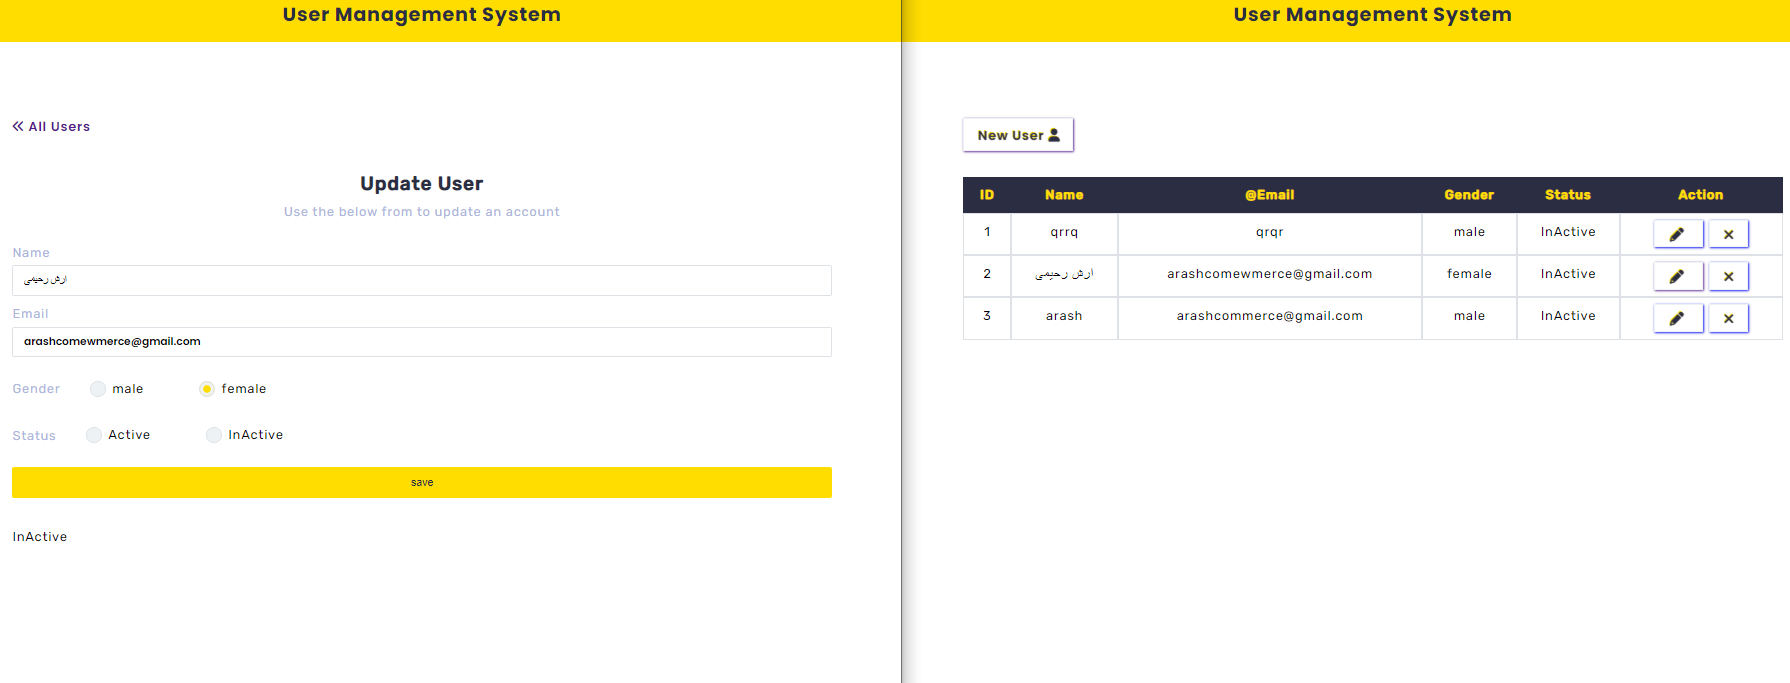 User Management System
All Users
Update User
Use the below from to update an account
Name
ارش رحیمی
Email
arashcomewmerce@gmail.com
Gender male female
Status Active InActive
save
InActive
User Management System
New User
ID Name @Email Gender Status Action
1 qrrq qrqr male InActive
2 ارش رحیمی arashcomewmerce@gmail.com female InActive
3 arash arashcommerce@gmail.com male InActive